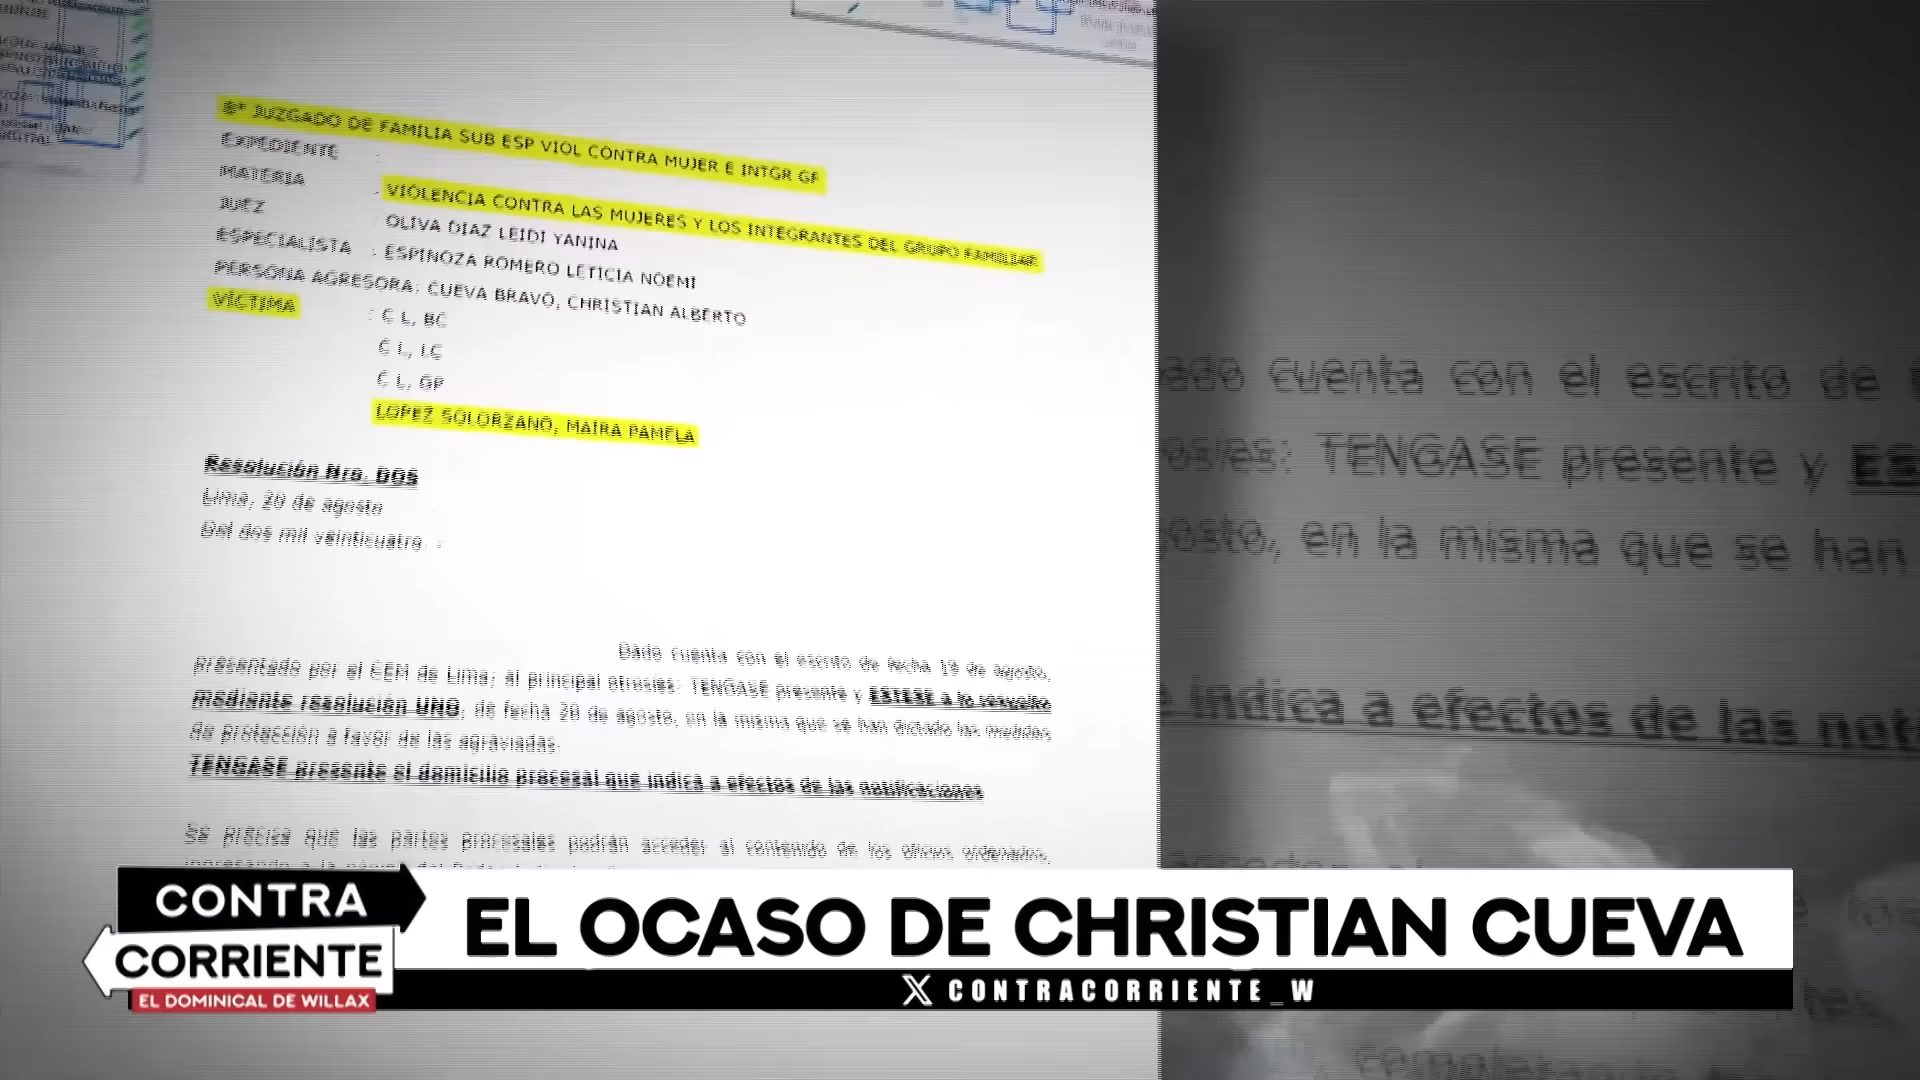 8° JUZGADO DE FAMILIA SUB ESP VIOL CONTRA MUJER E INTGR GF
EXPEDIENTE :
MATERIA : VIOLENCIA CONTRA LAS MUJERES Y LOS INTEGRANTES DEL GRUPO FAMILIAR
JUEZ OLIVA DIAZ LEIDI YANINA
ESPECIALISTA : ESPINOZA ROMERO LETICIA NOEMI
PERSONA AGRESORA: CUEVA BRAVO, CHRISTIAN ALBERTO
VÍCTIMA : C L, BC
C L, LC
C L, GP
LOPEZ SOLORZANO, MAIRA PAMELA
Resolución Nro. DOS
Lima, 20 de agosto
Del dos mil veinticuatro.-
Dado cuenta con el escrito de fecha 19 de agosto,
presentado por el CEM de Lima; al principal otrosíes: TENGASE presente y ESTESE a lo resuelto
mediante resolución UNO, de fecha 20 de agosto, en la misma que se han dictado las medidas
de protección a favor de las agraviadas.
TENGASE presente el domicilio procesal que indica a efectos de las notificaciones
Se precisa que las partes procesales podrán acceder al contenido de los oficios ordenados,
ado cuenta con el escrito de
osíes: TENGASE presente y ES
osto, en la misma que se han
e indica a efectos de las not
CONTRA
CORRIENTE
EL DOMINICAL DE WILLAX
EL OCASO DE CHRISTIAN CUEVA
X CONTRACORRIENTE_W